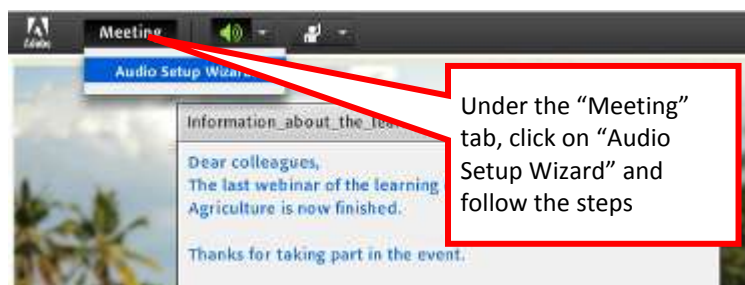 Adobe
Meeting
Audio Setup Wizard
Under the “Meeting”
tab, click on “Audio
Setup Wizard” and
follow the steps
Information_about_the_
Dear colleagues,
The last webinar of the learning
Agriculture is now finished.
Thanks for taking part in the event.